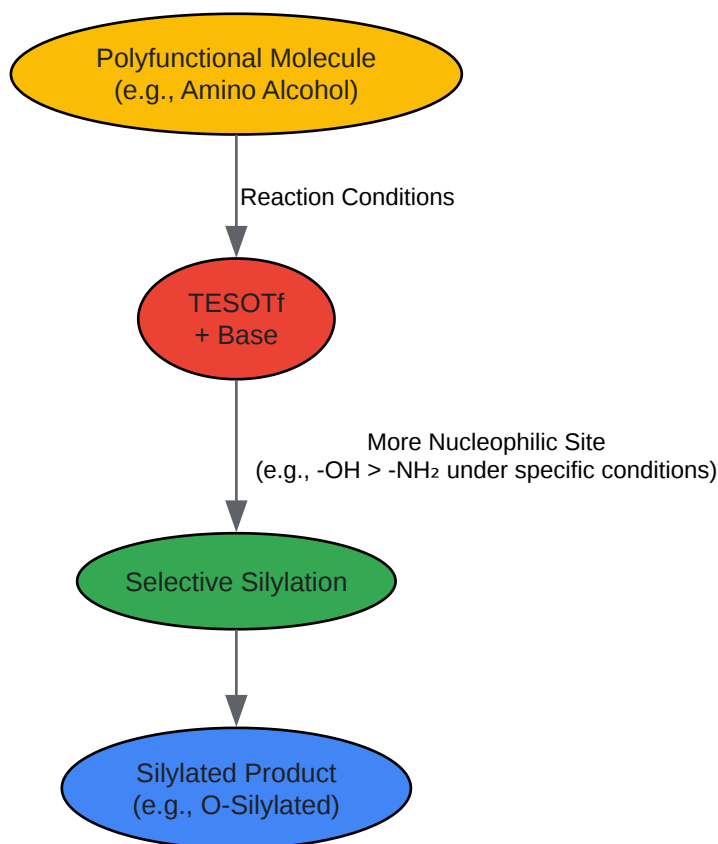 Polyfunctional Molecule
(e.g., Amino Alcohol)
Reaction Conditions
TESOTf
+ Base
More Nucleophilic Site
(e.g., -OH > -NH₂ under specific conditions)
Selective Silylation
Silylated Product
(e.g., O-Silylated)